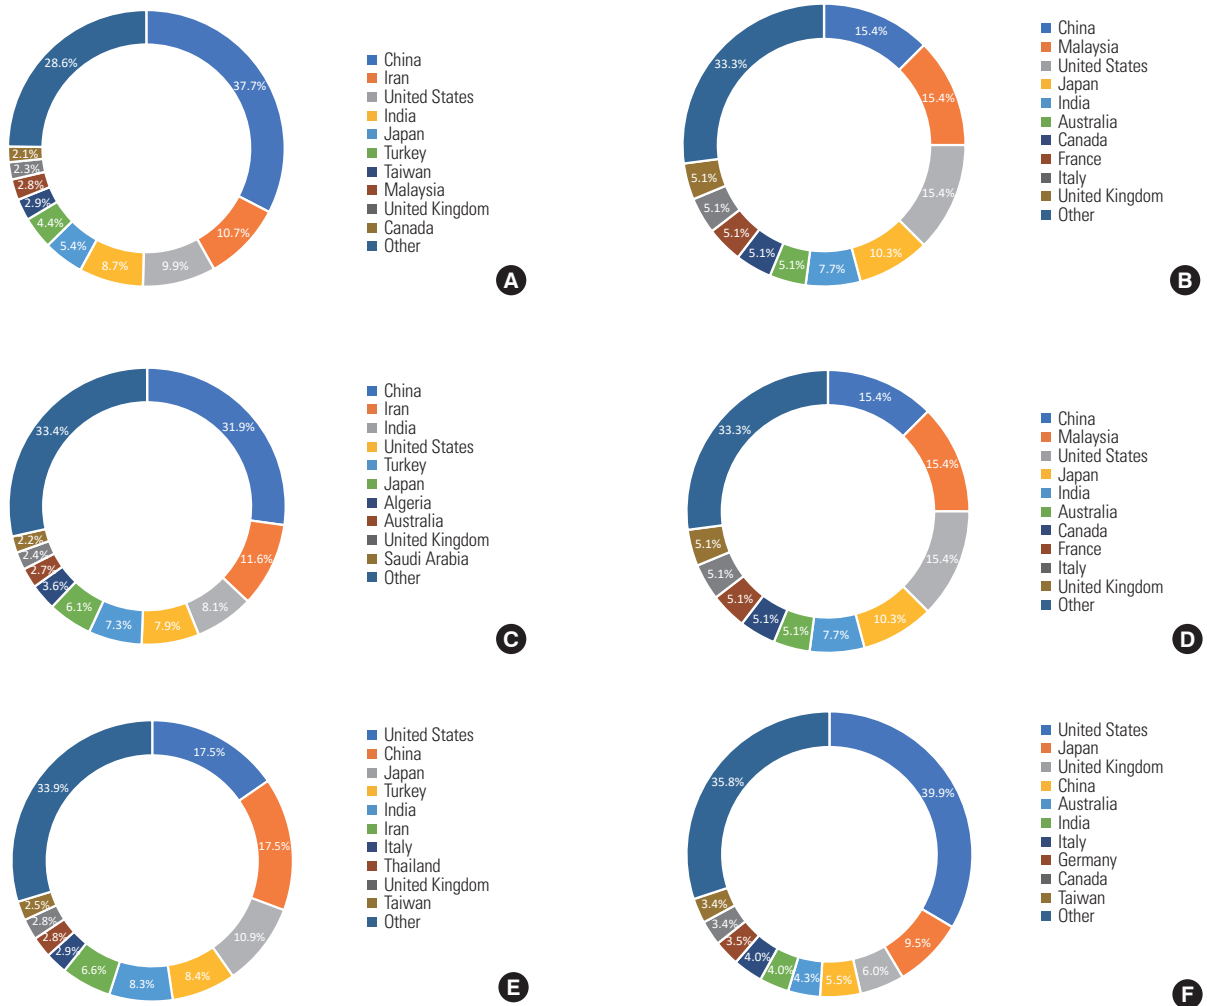 37.7%
10.7%
9.9%
8.7%
5.4%
4.4%
2.9%
2.8%
2.3%
2.1%
28.6%
China
Iran
United States
India
Japan
Turkey
Taiwan
Malaysia
United Kingdom
Canada
Other
A
15.4%
15.4%
15.4%
10.3%
7.7%
5.1%
5.1%
5.1%
5.1%
5.1%
33.3%
China
Malaysia
United States
Japan
India
Australia
Canada
France
Italy
United Kingdom
Other
B
31.9%
11.6%
8.1%
7.9%
7.3%
6.1%
3.6%
2.7%
2.4%
2.2%
33.4%
China
Iran
India
United States
Turkey
Japan
Algeria
Australia
United Kingdom
Saudi Arabia
Other
C
15.4%
15.4%
15.4%
10.3%
7.7%
5.1%
5.1%
5.1%
5.1%
5.1%
33.3%
China
Malaysia
United States
Japan
India
Australia
Canada
France
Italy
United Kingdom
Other
D
17.5%
17.5%
10.9%
8.4%
8.3%
6.6%
2.9%
2.8%
2.8%
2.5%
33.9%
United States
China
Japan
Turkey
India
Iran
Italy
Thailand
United Kingdom
Taiwan
Other
E
39.9%
9.5%
6.0%
5.5%
4.3%
4.0%
4.0%
3.5%
3.4%
3.4%
35.8%
United States
Japan
United Kingdom
China
Australia
India
Italy
Germany
Canada
Taiwan
Other
F